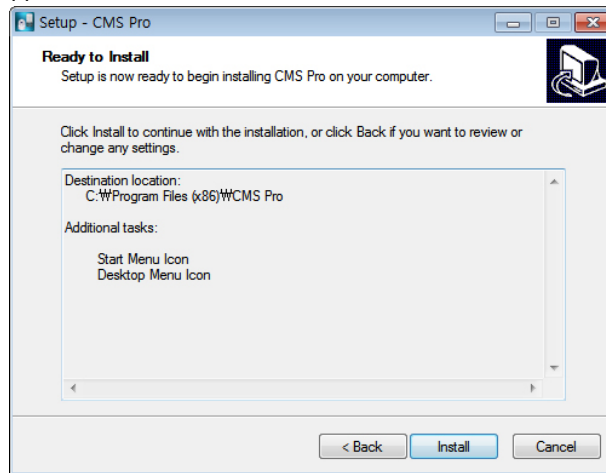 Setup - CMS Pro
Ready to Install
Setup is now ready to begin installing CMS Pro on your computer.
Click Install to continue with the installation, or click Back if you want to review or
change any settings.
Destination location:
C:₩Program Files (x86)₩CMS Pro
Additional tasks:
Start Menu Icon
Desktop Menu Icon
< Back
Install
Cancel